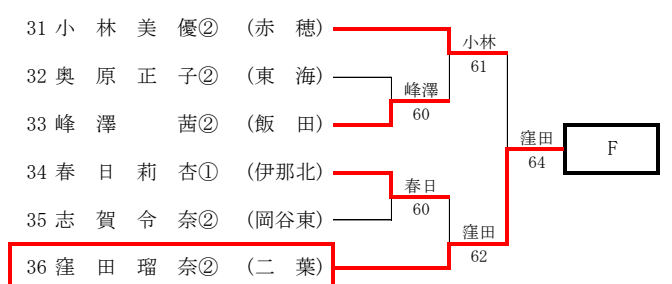 31 小 林 美 優② (赤 穂)
小林
61
32 奥 原 正 子② (東 海)
峰澤
60
33 峰 澤 茜② (飯 田)
窪田
64
F
34 春 日 莉 杏① (伊那北)
春日
60
35 志 賀 令 奈② (岡谷東)
窪田
62
36 窪 田 瑠 奈② (二 葉)